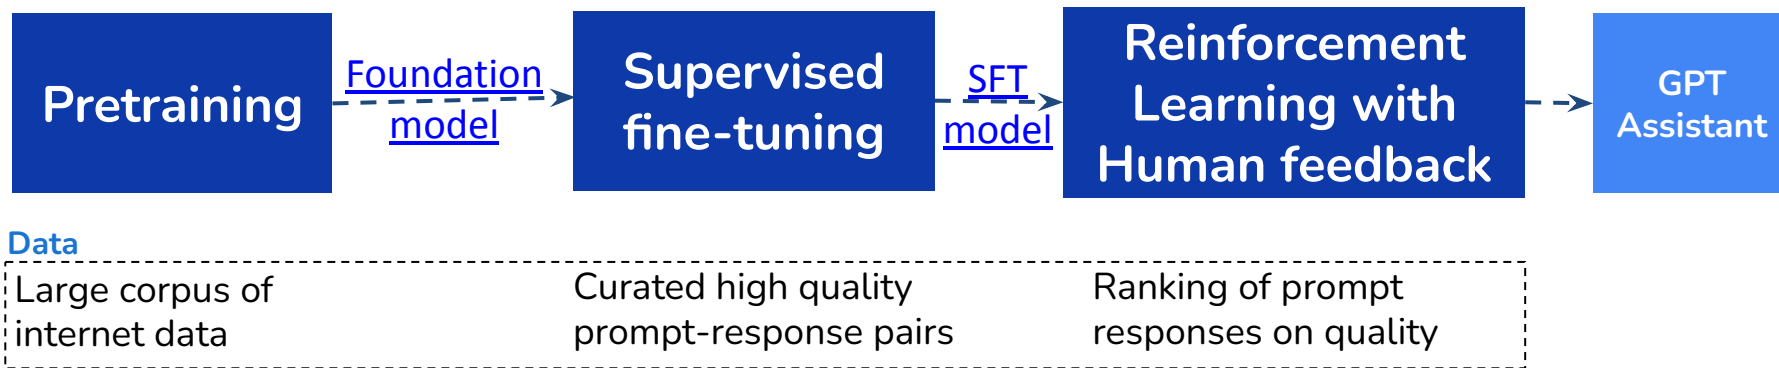 Pretraining
Foundation
model
Supervised
fine-tuning
SFT
model
Reinforcement
Learning with
Human feedback
GPT
Assistant
Data
Large corpus of
internet data
Curated high quality
prompt-response pairs
Ranking of prompt
responses on quality